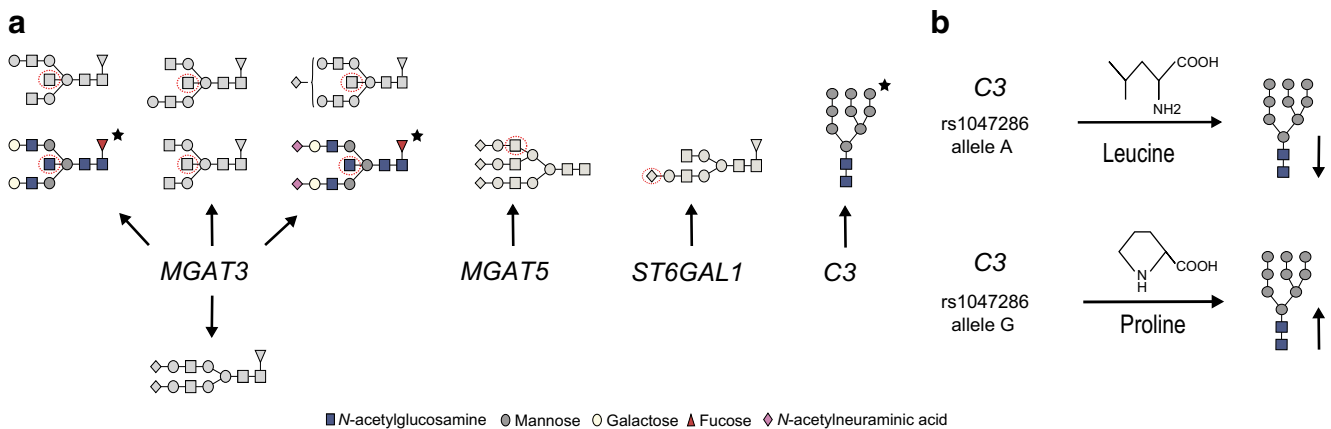 a
MGAT3
MGAT5
ST6GAL1
C3
b
C3
rs1047286
allele A
COOH
NH2
Leucine
C3
rs1047286
allele G
N
H
COOH
Proline
N-acetylglucosamine Mannose Galactose Fucose N-acetylneuraminic acid